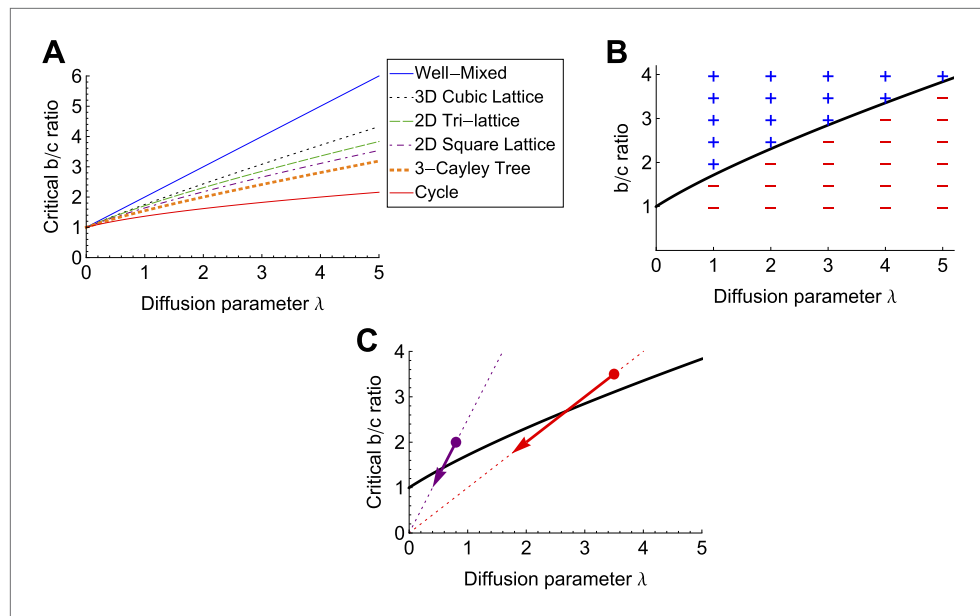 A
Critical b/c ratio
6
5
4
3
2
1
0
0 1 2 3 4 5
Diffusion parameter λ
Well−Mixed
3D Cubic Lattice
2D Tri−lattice
2D Square Lattice
3−Cayley Tree
Cycle
B
b/c ratio
4
3
2
1
0 1 2 3 4 5
Diffusion parameter λ
C
Critical b/c ratio
4
3
2
1
0
0 1 2 3 4 5
Diffusion parameter λ